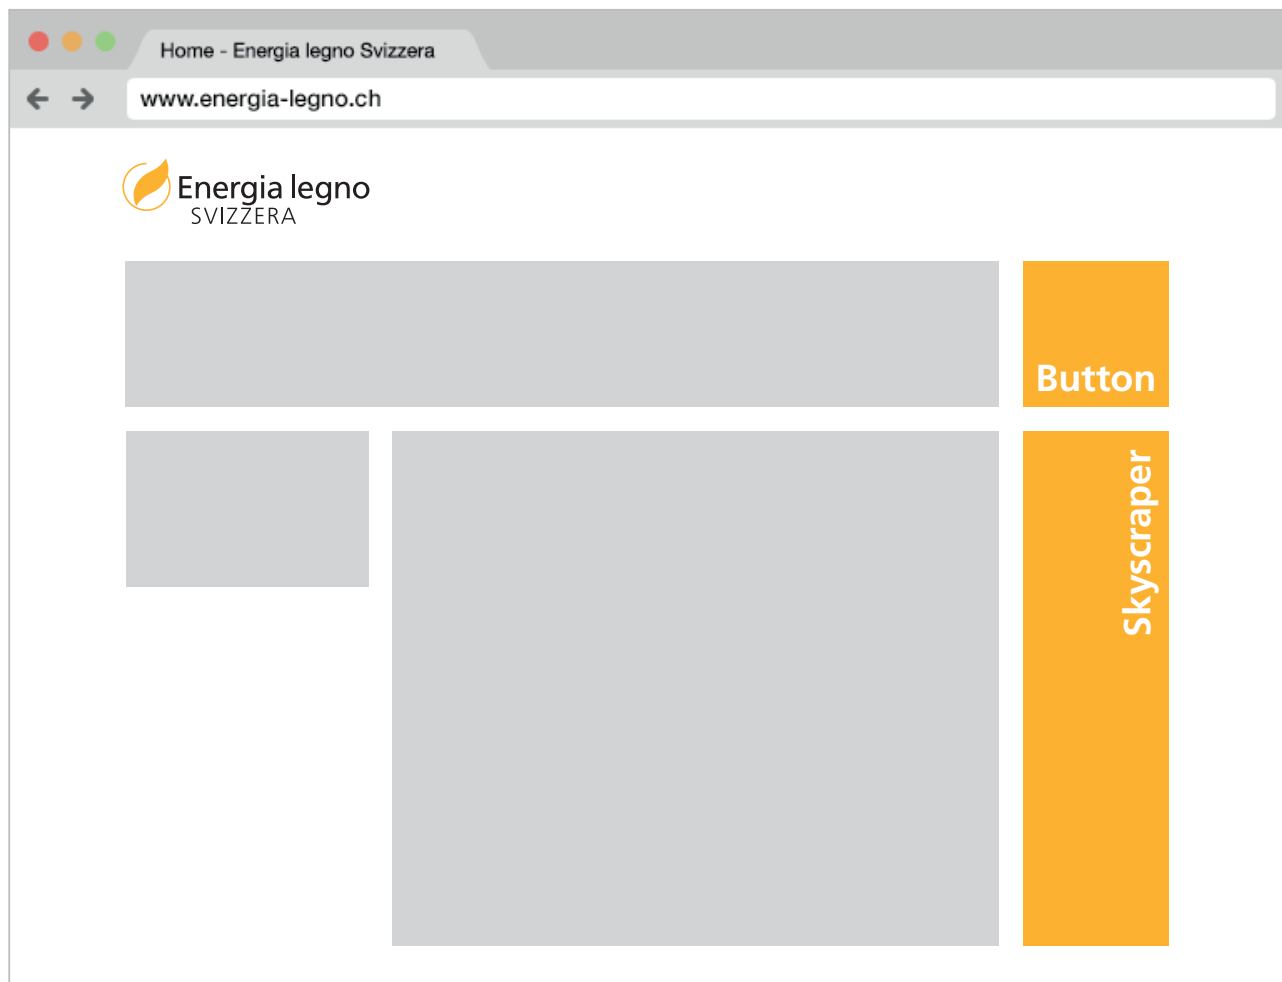 Home - Energia legno Svizzera
www.energia-legno.ch
Energia legno
SVIZZERA
Button
Skyscraper